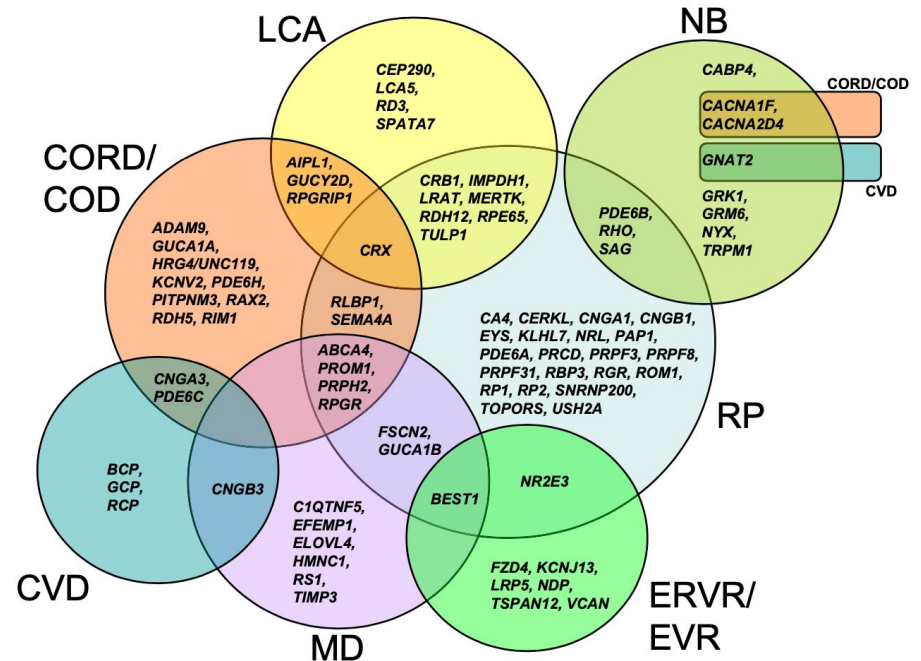 LCA
NB
CEP290,
LCA5,
RD3,
SPATA7
CABP4,
CORD/COD
CACNA1F,
CACNA2D4
GNAT2
CVD
GRK1,
GRM6,
NYX,
TRPM1
CORD/
COD
AIPL1,
GUCY2D,
RPGRIP1
CRB1, IMPDH1,
LRAT, MERTK,
RDH12, RPE65,
TULP1
PDE6B,
RHO,
SAG
ADAM9,
GUCA1A,
HRG4/UNC119,
KCNV2, PDE6H,
PITPNM3, RAX2,
RDH5, RIM1
CRX
RLBP1,
SEMA4A
CA4, CERKL, CNGA1, CNGB1,
EYS, KLHL7, NRL, PAP1,
PDE6A, PRCD, PRPF3, PRPF8,
PRPF31, RBP3, RGR, ROM1,
RP1, RP2, SNRNP200,
TOPORS, USH2A
RP
ABCA4,
PROM1,
PRPH2,
RPGR
CNGA3,
PDE6C
FSCN2,
GUCA1B
BCP,
GCP,
RCP
CNGB3
BEST1
NR2E3
C1QTNF5,
EFEMP1,
ELOVL4,
HMNC1,
RS1,
TIMP3
FZD4, KCNJ13,
LRP5, NDP,
TSPAN12, VCAN
CVD
MD
ERVR/
EVR